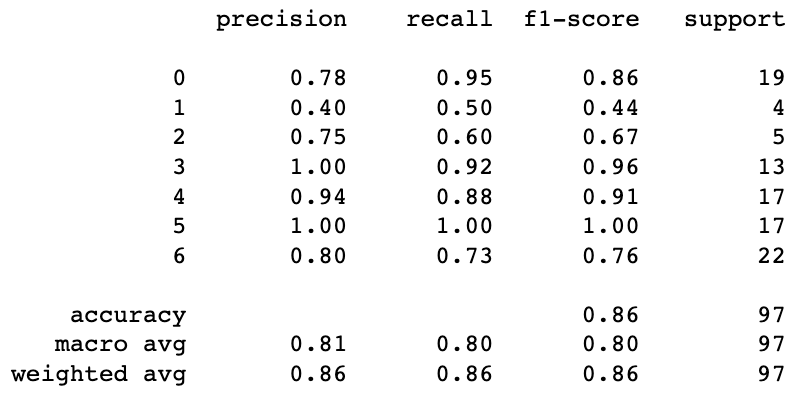 precision recall f1-score support
0 0.78 0.95 0.86 19
1 0.40 0.50 0.44 4
2 0.75 0.60 0.67 5
3 1.00 0.92 0.96 13
4 0.94 0.88 0.91 17
5 1.00 1.00 1.00 17
6 0.80 0.73 0.76 22
accuracy 0.86 97
macro avg 0.81 0.80 0.80 97
weighted avg 0.86 0.86 0.86 97